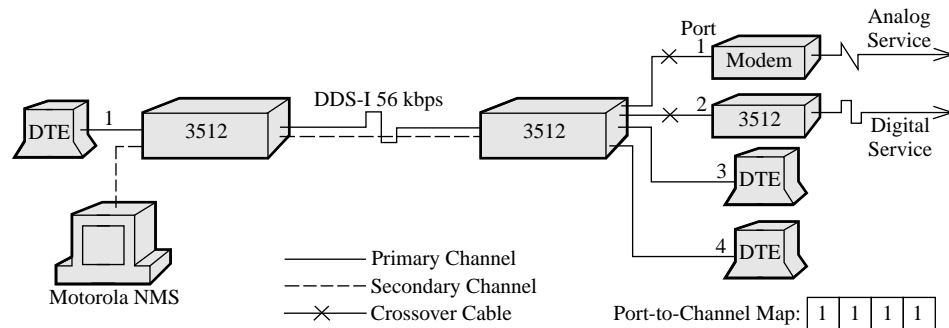 Port
Analog
Service
1
Modem
DDS-I 56 kbps
DTE
1
3512
3512
2
3512
Digital
Service
3
DTE
4
DTE
Motorola NMS
Primary Channel
Secondary Channel
Crossover Cable
Port-to-Channel Map: 1 1 1 1